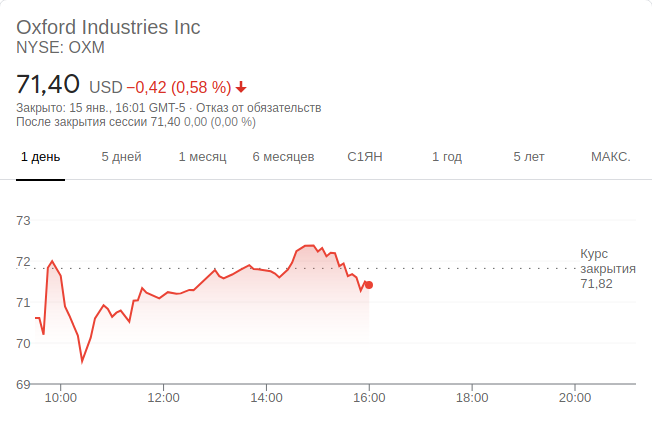 Oxford Industries Inc
NYSE: OXM
71,40 USD −0,42 (0,58 %)
Закрыто: 15 янв., 16:01 GMT-5 · Отказ от обязательств
После закрытия сессии 71,40 0,00 (0,00 %)
1 день 5 дней 1 месяц 6 месяцев С1ЯН 1 год 5 лет МАКС.
73
72
71
70
69
Курс
закрытия
71,82
10:00 12:00 14:00 16:00 18:00 20:00